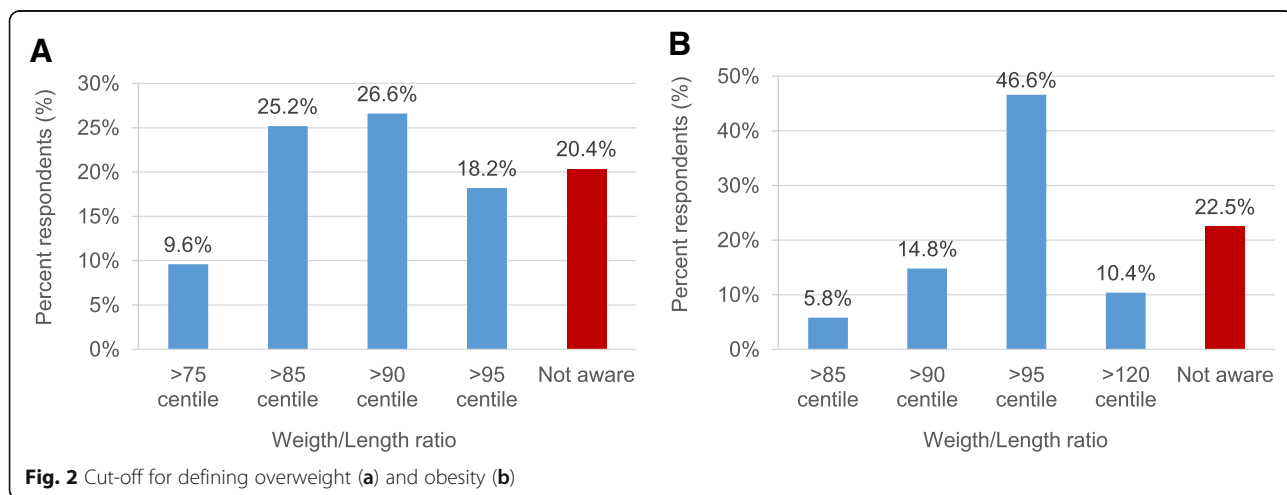 A
Percent respondents (%)
30%
25%
20%
15%
10%
5%
0%
9.6%
25.2%
26.6%
18.2%
20.4%
>75 centile
>85 centile
>90 centile
>95 centile
Not aware
Weigth/Length ratio
B
Percent respondents (%)
50%
40%
30%
20%
10%
0%
5.8%
14.8%
46.6%
10.4%
22.5%
>85 centile
>90 centile
>95 centile
>120 centile
Not aware
Weigth/Length ratio
Fig. 2 Cut-off for defining overweight (a) and obesity (b)